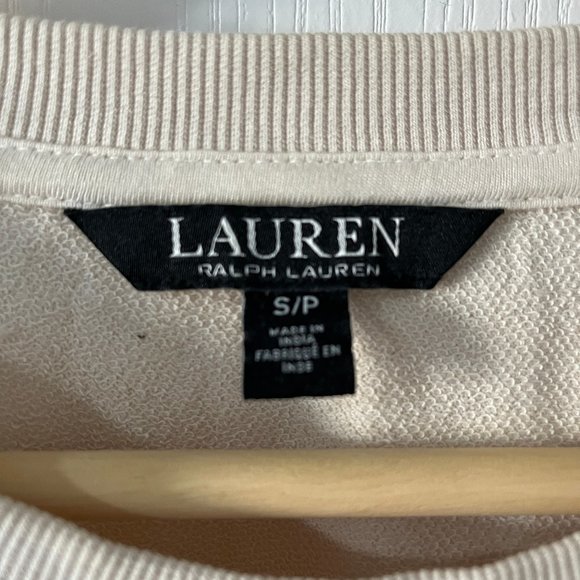 LAUREN
RALPH LAUREN
S/P
MADE IN
INDIA
FABRIQUÉ EN
INDE